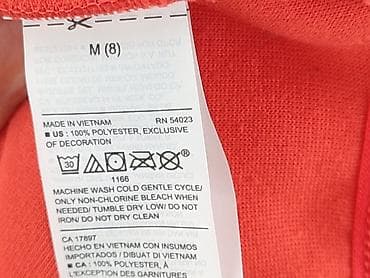 M (8)
MADE IN VIETNAM RN 54023
■ US : 100% POLYESTER, EXCLUSIVE
OF DECORATION
30
1166
MACHINE WASH COLD GENTLE CYCLE/
ONLY NON-CHLORINE BLEACH WHEN
NEEDED/ TUMBLE DRY LOW/ DO NOT
IRON DO NOT DRY CLEAN
CA 17897
HECHO EN VIETNAM CON INSUMOS
IMPORTADOS / DIBUAT DI VIETNAM
■ CA : 100% POLYESTER, À
L'EXCEPTION DES GARNITURES